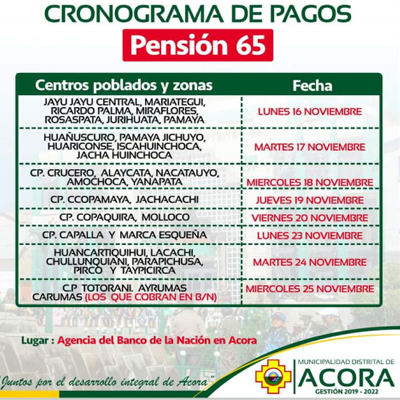 CRONOGRAMA DE PAGOS
Pensión 65
Centros poblados y zonas
Fecha
JAYU JAYU CENTRAL, MARIATEGUI,
RICARDO PALMA, MIRAFLORES,
ROSASPATA, JURIHUATA, PAMAYA
LUNES 16 NOVIEMBRE
HUAÑUSCURO, PAMAYA JICHUYO,
HUARICONSE, ISCAHUINCHOCA,
JACHA HUINCHOCA
MARTES 17 NOVIEMBRE
CP. CRUCERO, ALAYCATA, NACATAUYO,
AMOCHOCA, YANAPATA
MIERCOLES 18 NOVIEMBRE
CP. CCOPAMAYA, JACHACACHI
JUEVES 19 NOVIEMBRE
CP. COPAQUIRA, MOLLOCO
VIERNES 20 NOVIEMBRE
CP. CAPALLA Y MARCA ESQUEÑA
LUNES 23 NOVIEMBRE
HUANCARTIQUIHUI, LACACHI,
CHULLUNQUIANI, PARAPICHUSA,
PIRCO Y TAYPICIRCA
MARTES 24 NOVIEMBRE
C.P TOTORANI. AYRUMAS
CARUMAS (LOS QUE COBRAN EN B/N)
MIERCOLES 25 NOVIEMBRE
Lugar : Agencia del Banco de la Nación en Acora
"Juntos por el desarrollo integral de Acora"
MUNICIPALIDAD DISTRITAL DE
ACORA
GESTIÓN 2019 - 2022